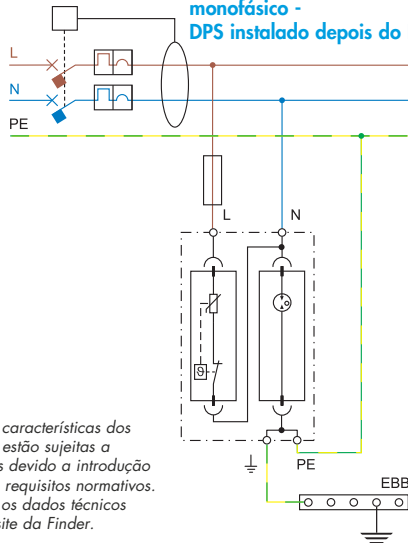 monofásico -
DPS instalado depois do
L
N
PE
L
N
ϑ
PE
EBB
características dos
estão sujeitas a
s devido a introdução
requisitos normativos.
os dados técnicos
site da Finder.